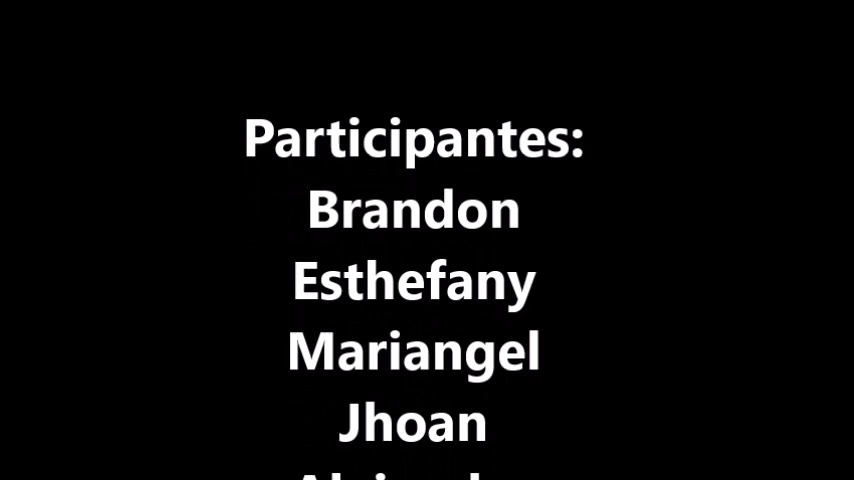 Participantes:
Brandon
Esthefany
Mariangel
Jhoan